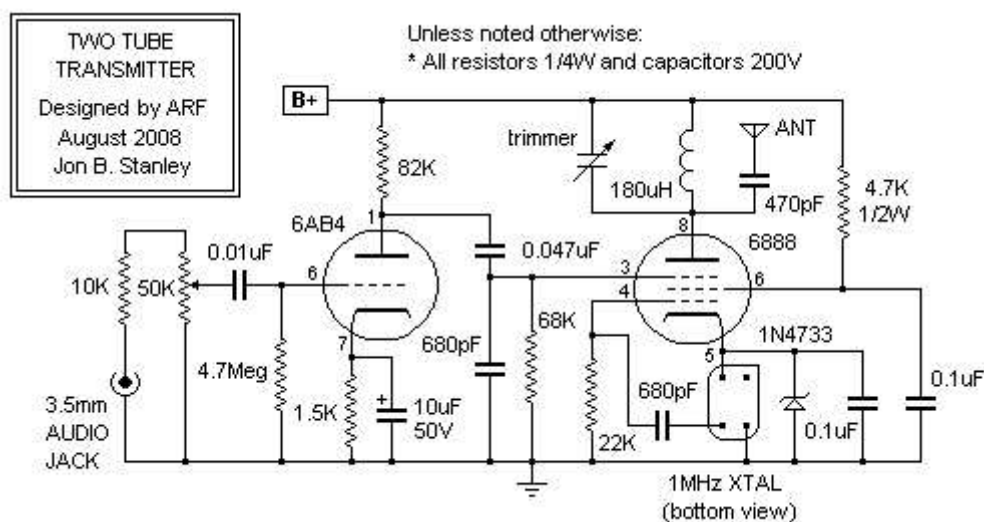 TWO TUBE
TRANSMITTER
Designed by ARF
August 2008
Jon B. Stanley
Unless noted otherwise:
* All resistors 1/4W and capacitors 200V
B+
82K
trimmer
180uH
ANT
470pF
4.7K
1/2W
1
6AB4
8
6888
0.01uF
6
0.047uF
3
4
6
10K
50K
7
680pF
68K
5
1N4733
4.7Meg
1.5K
+
10uF
50V
680pF
22K
0.1uF
0.1uF
3.5mm
AUDIO
JACK
1MHz XTAL
(bottom view)